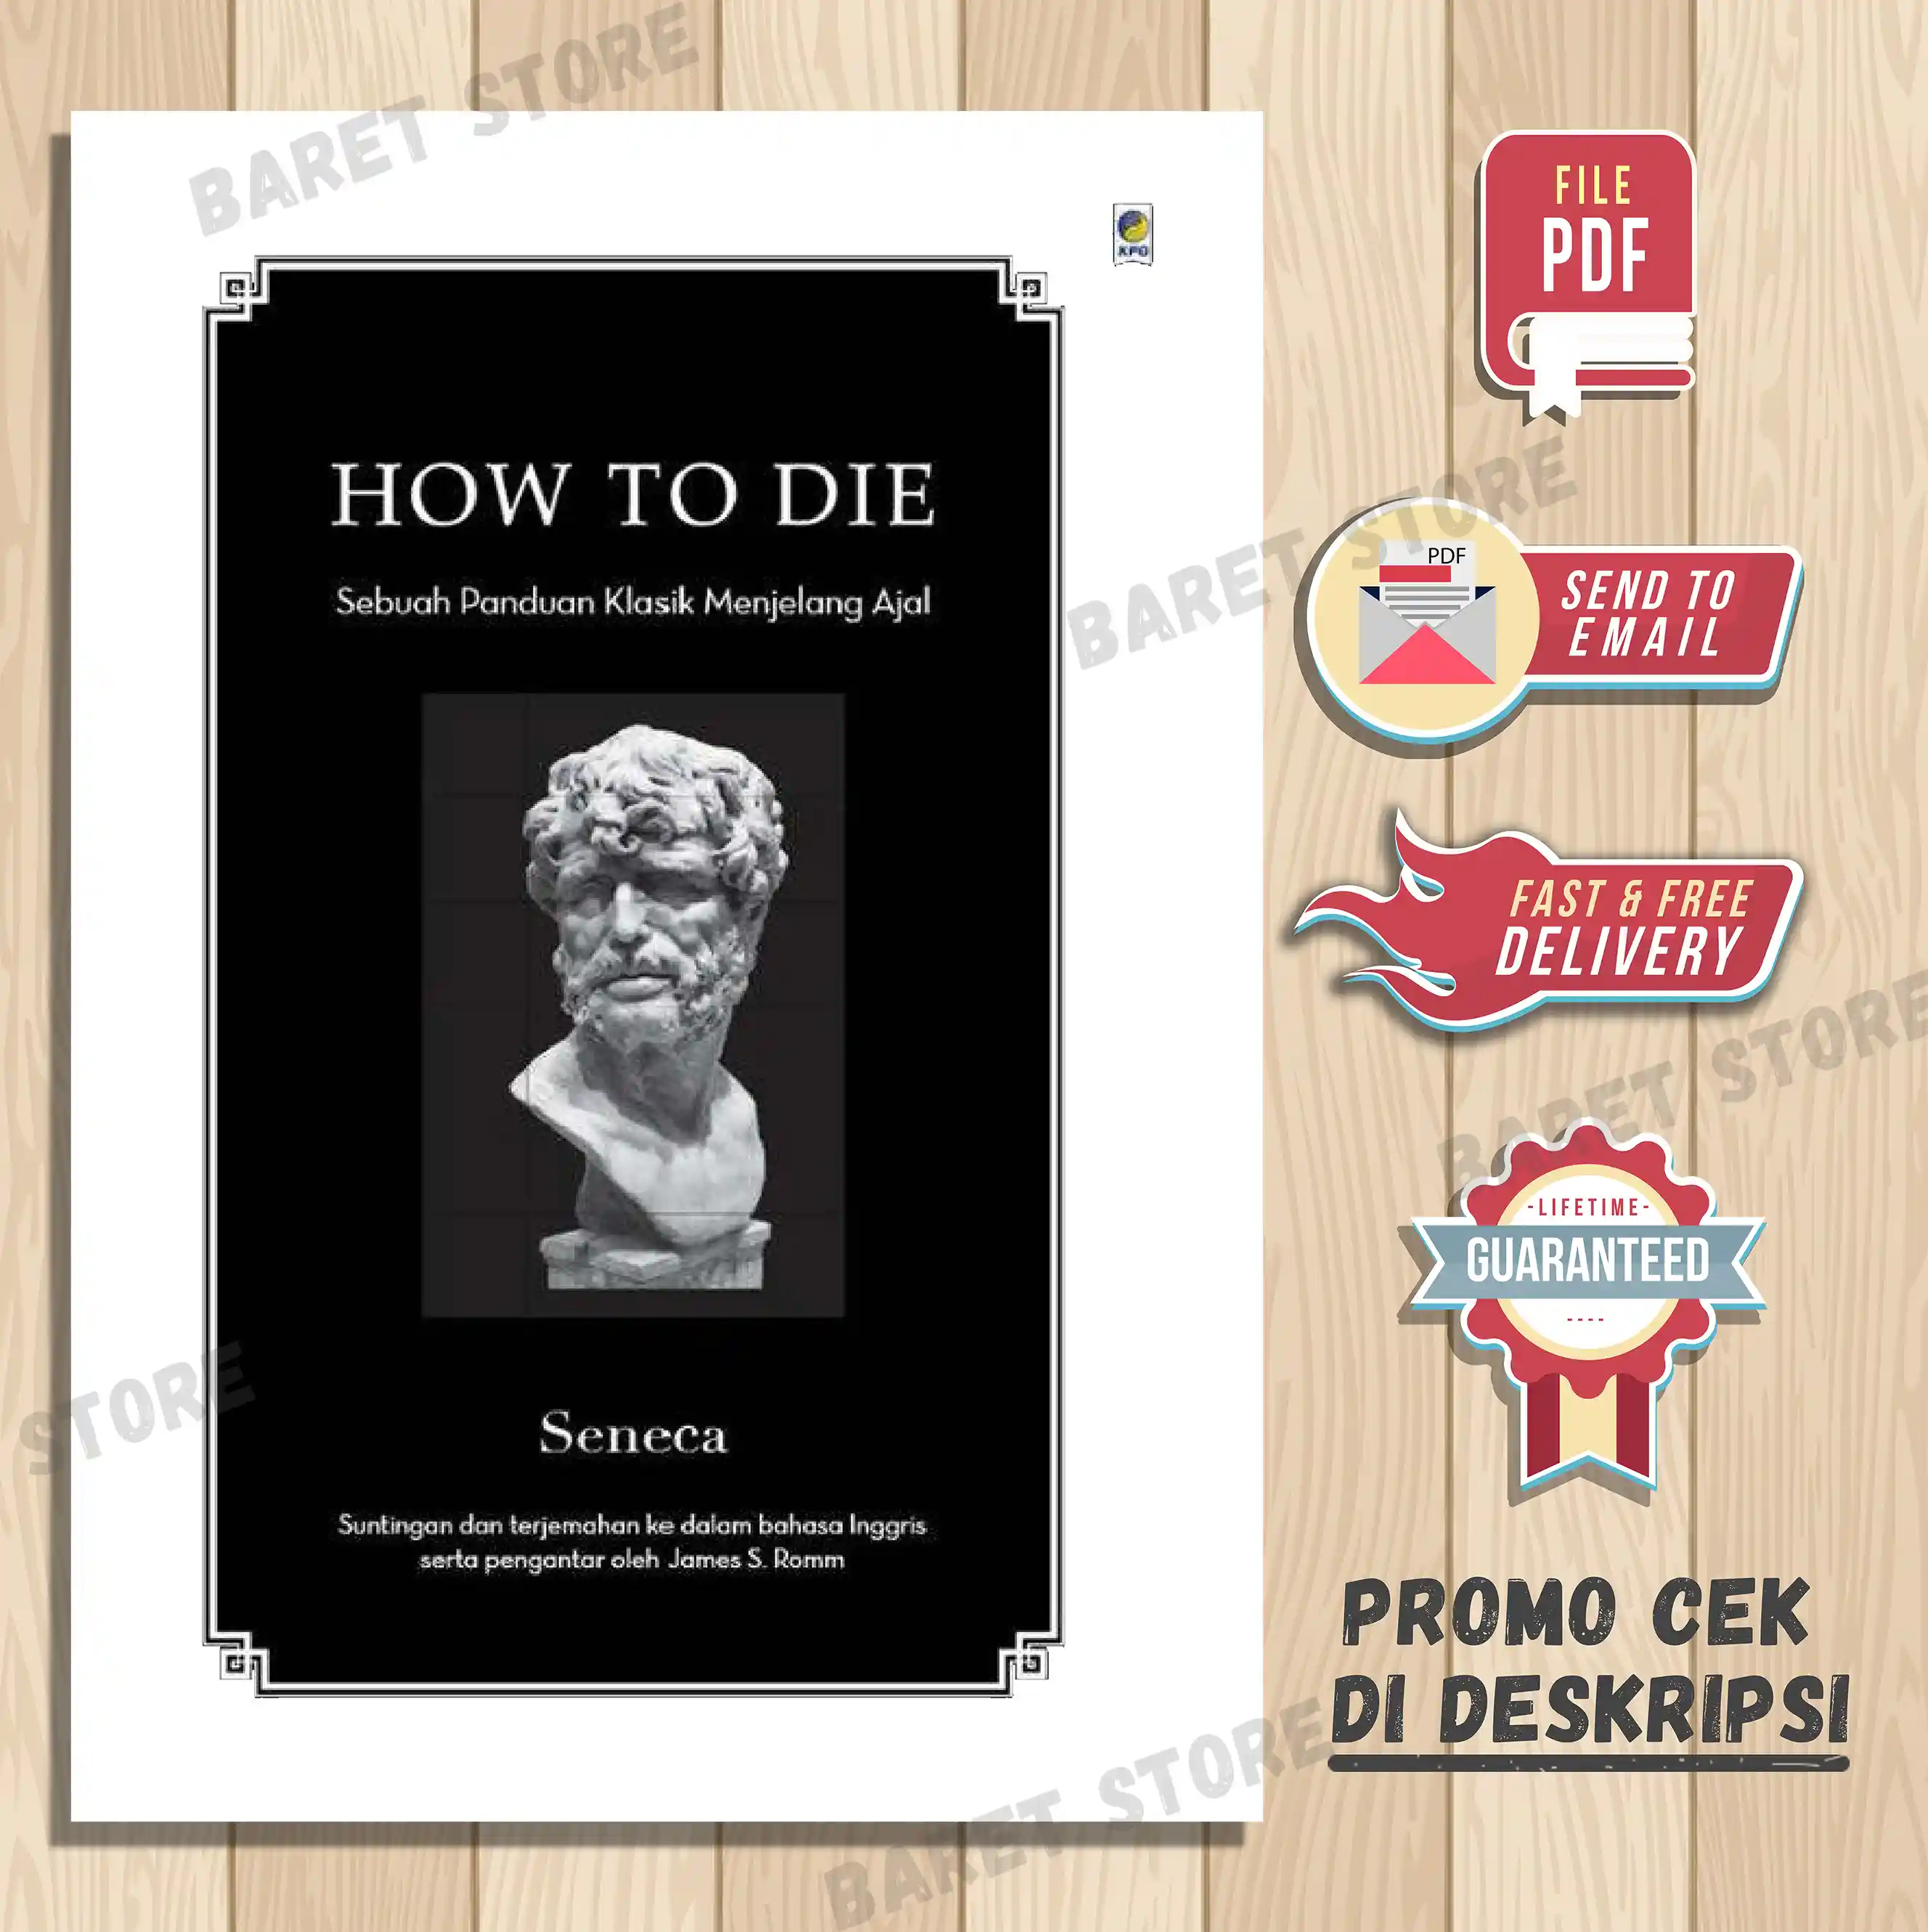 BARET STORE
KPG
HOW TO DIE
Sebuah Panduan Klasik Menjelang Ajal
Seneca
Suntingan dan terjemahan ke dalam bahasa Inggris
serta pengantar oleh James S. Romm
FILE
PDF
BARET STORE
PDF
SEND TO
EMAIL
FAST & FREE
DELIVERY
BARET STORE
-LIFETIME-
GUARANTEED
----
STORE
PROMO CEK
DI DESKRIPSI
BARET STORE